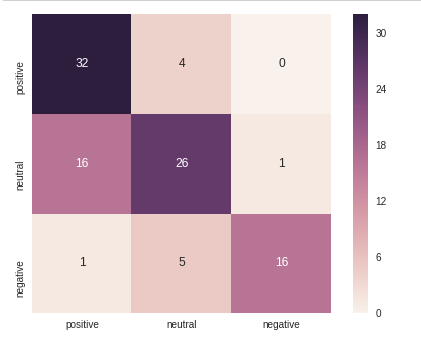 positive 32 4 0
neutral 16 26 1
negative 1 5 16
positive neutral negative
30
24
18
12
6
0